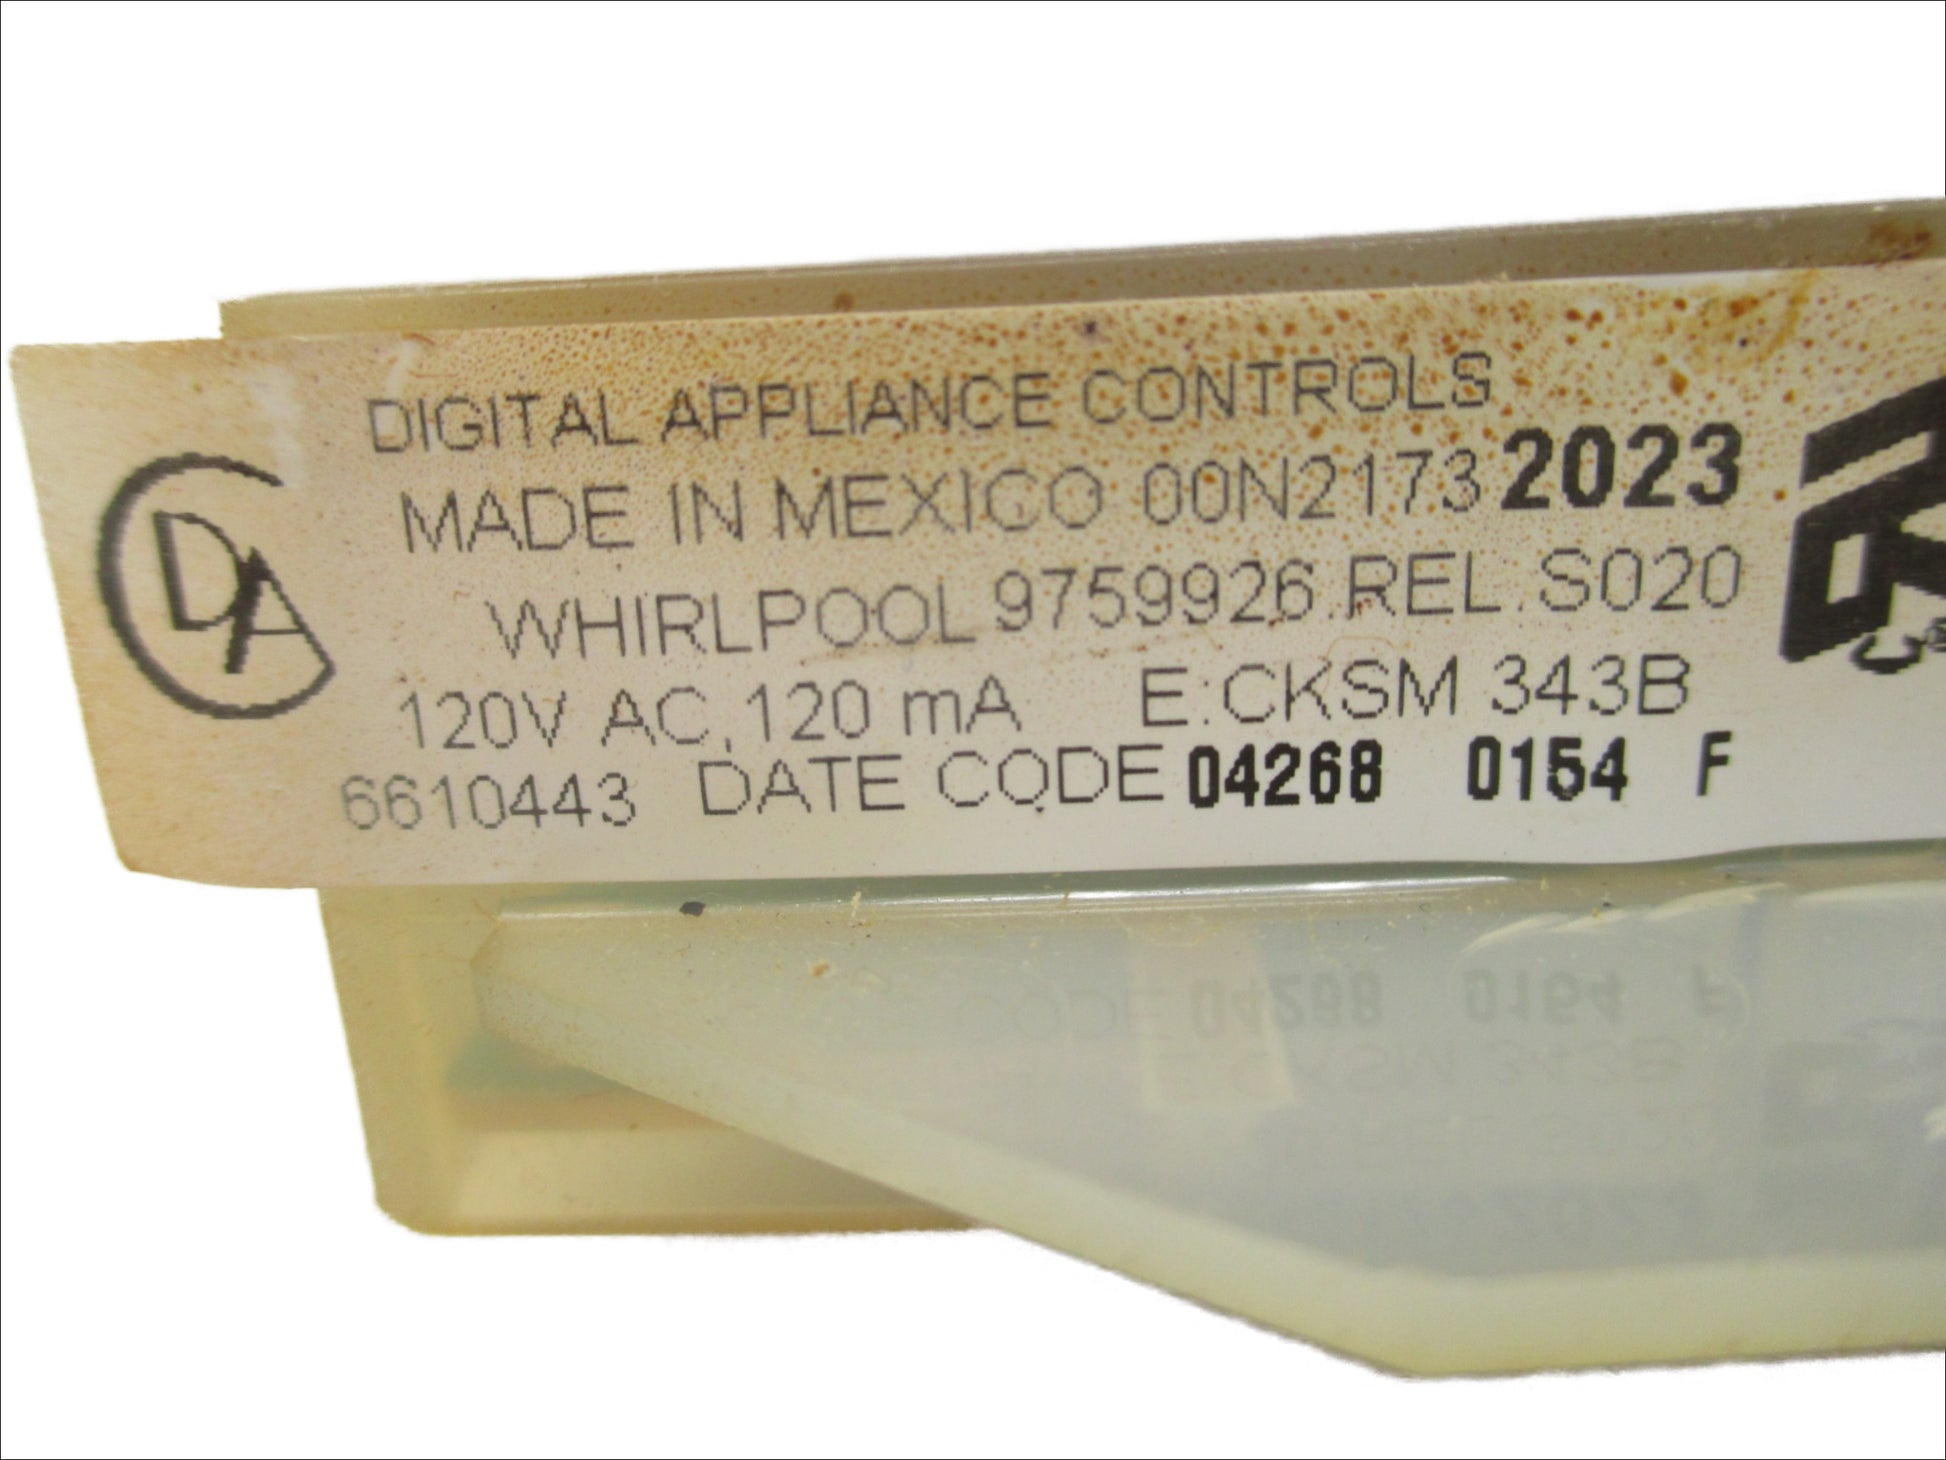 DIGITAL APPLIANCE CONTROLS
DA
MADE IN MEXICO 00N2173 2023
WHIRLPOOL 9759926.REL.S020
120V AC, 120 mA E:CKSM 343B
6610443 DATE CODE 04268 0154 F